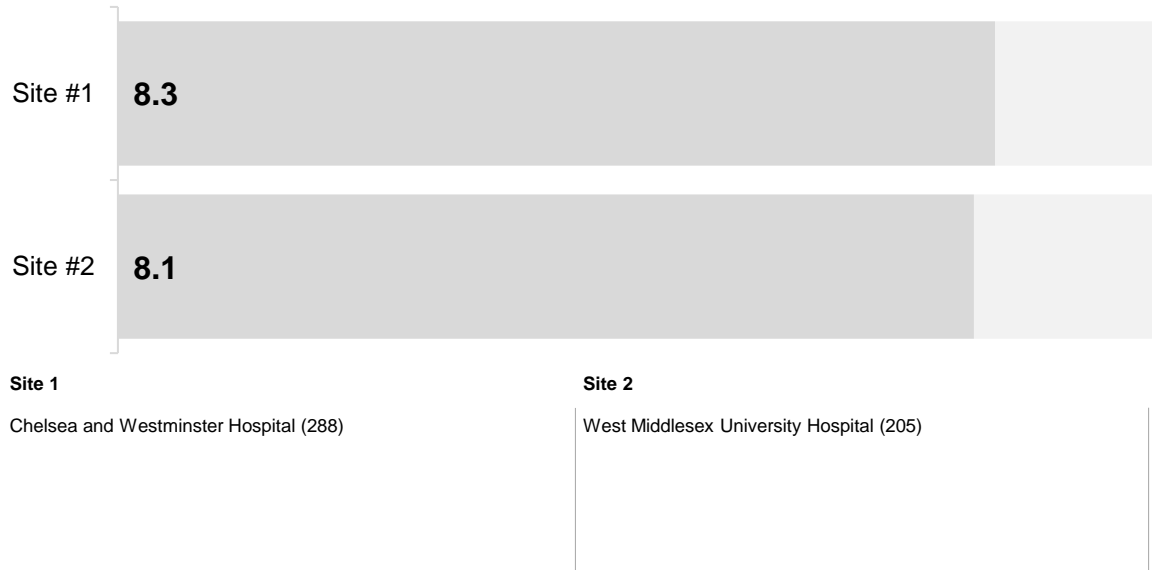 Site #1
8.3
Site #2
8.1
Site 1
Site 2
Chelsea and Westminster Hospital (288)
West Middlesex University Hospital (205)